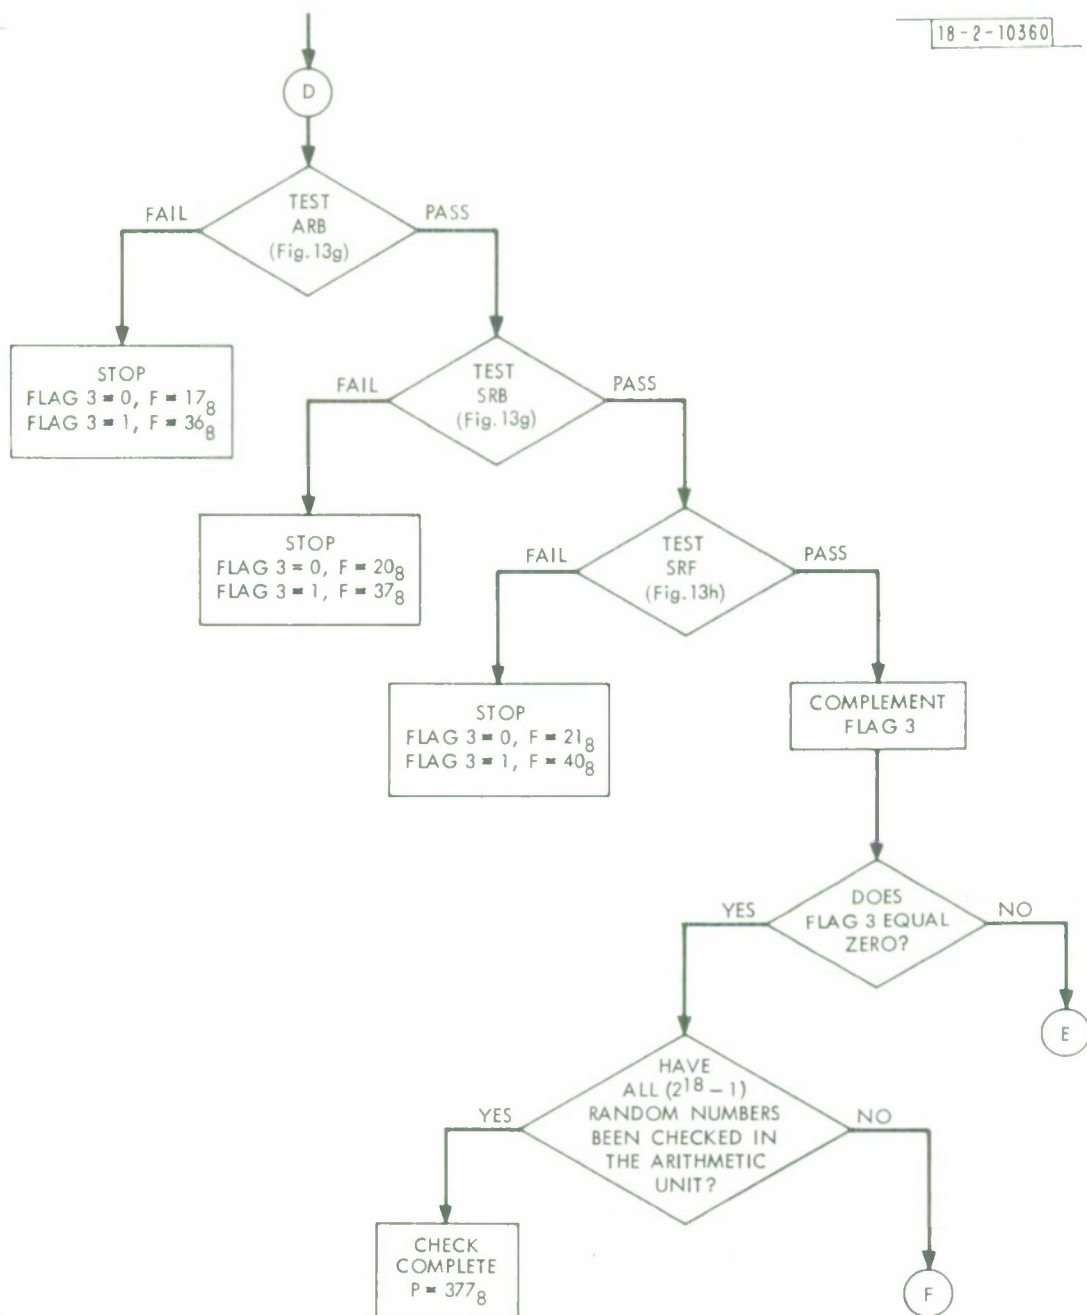 18-2-10360
D
TEST
ARB
(Fig. 13g)
FAIL
PASS
STOP
FLAG 3 = 0, F = 17₈
FLAG 3 = 1, F = 36₈
TEST
SRB
(Fig. 13g)
FAIL
PASS
STOP
FLAG 3 = 0, F = 20₈
FLAG 3 = 1, F = 37₈
TEST
SRF
(Fig. 13h)
FAIL
PASS
STOP
FLAG 3 = 0, F = 21₈
FLAG 3 = 1, F = 40₈
COMPLEMENT
FLAG 3
DOES
FLAG 3 EQUAL
ZERO?
YES
NO
E
HAVE
ALL (2¹⁸ – 1)
RANDOM NUMBERS
BEEN CHECKED IN
THE ARITHMETIC
UNIT?
YES
NO
CHECK
COMPLETE
P = 377₈
F